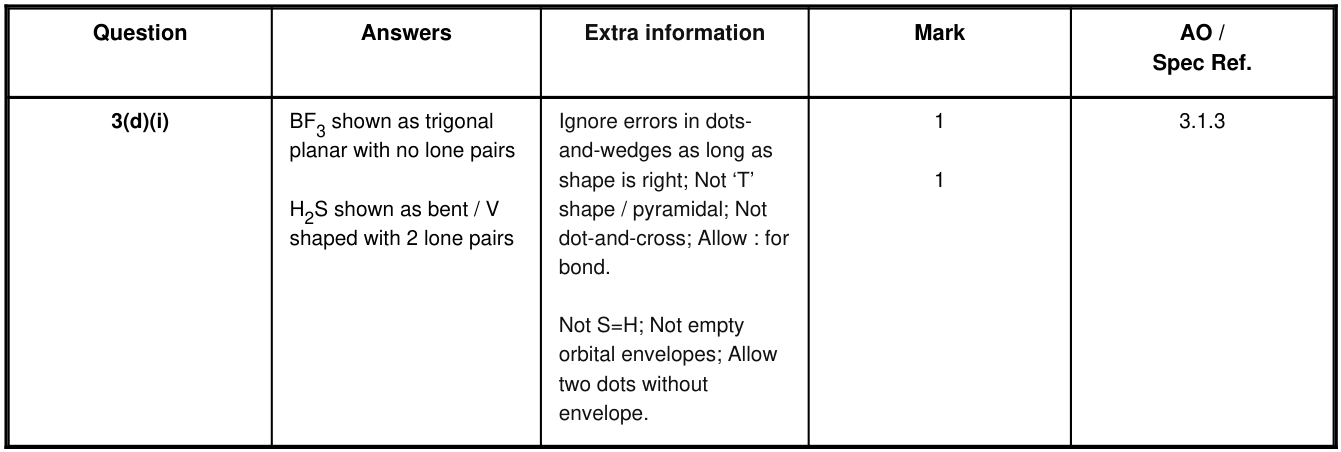 Question Answers Extra information Mark AO /
Spec Ref.
3(d)(i)
BF3 shown as trigonal
planar with no lone pairs
H2S shown as bent / V
shaped with 2 lone pairs
Ignore errors in dots-
and-wedges as long as
shape is right; Not ‘T’
shape / pyramidal; Not
dot-and-cross; Allow : for
bond.
Not S=H; Not empty
orbital envelopes; Allow
two dots without
envelope.
1
1
3.1.3